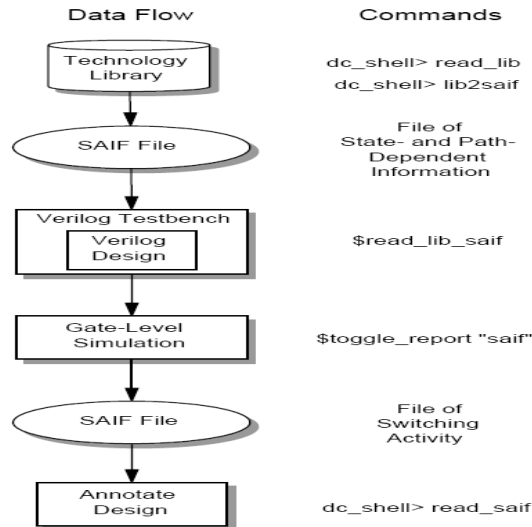 Data Flow
Commands
Technology
Library
dc_shell> read_lib
dc_shell> lib2saif
SAIF File
File of
State- and Path-
Dependent
Information
Verilog Testbench
Verilog
Design
$read_lib_saif
Gate-Level
Simulation
$toggle_report "saif"
SAIF File
File of
Switching
Activity
Annotate
Design
dc_shell> read_saif